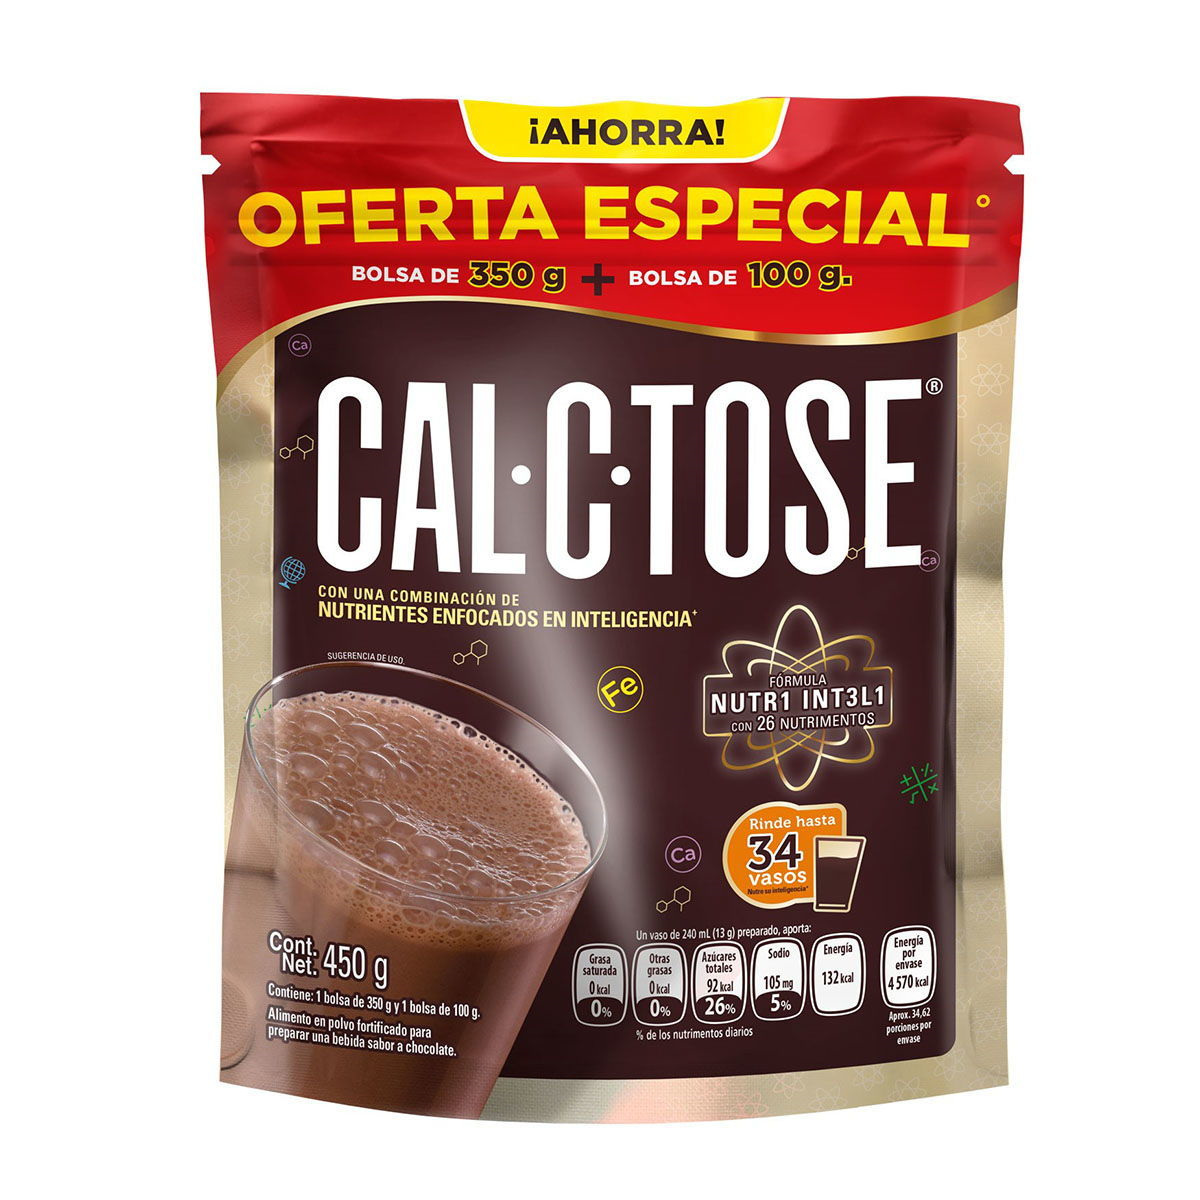 ¡AHORRA!
OFERTA ESPECIAL°
BOLSA DE 350 g + BOLSA DE 100 g.
Ca
CAL·C·TOSE®
Ca
CON UNA COMBINACIÓN DE
NUTRIENTES ENFOCADOS EN INTELIGENCIA+
SUGERENCIA DE USO.
Fe
FÓRMULA
NUTR1 INT3L1
CON 26 NUTRIMENTOS
Rinde hasta
34
vasos
Nutre su inteligencia+
Ca
Un vaso de 240 mL (13 g) preparado, aporta:
Grasa saturada 0 kcal 0%
Otras grasas 0 kcal 0%
Azúcares totales 92 kcal 26%
Sodio 105 mg 5%
Energía 132 kcal
Energía por envase 4 570 kcal
% de los nutrimentos diarios
Aprox. 34,62
porciones por
envase
Cont.
Net. 450 g
Contiene: 1 bolsa de 350 g y 1 bolsa de 100 g.
Alimento en polvo fortificado para
preparar una bebida sabor a chocolate.